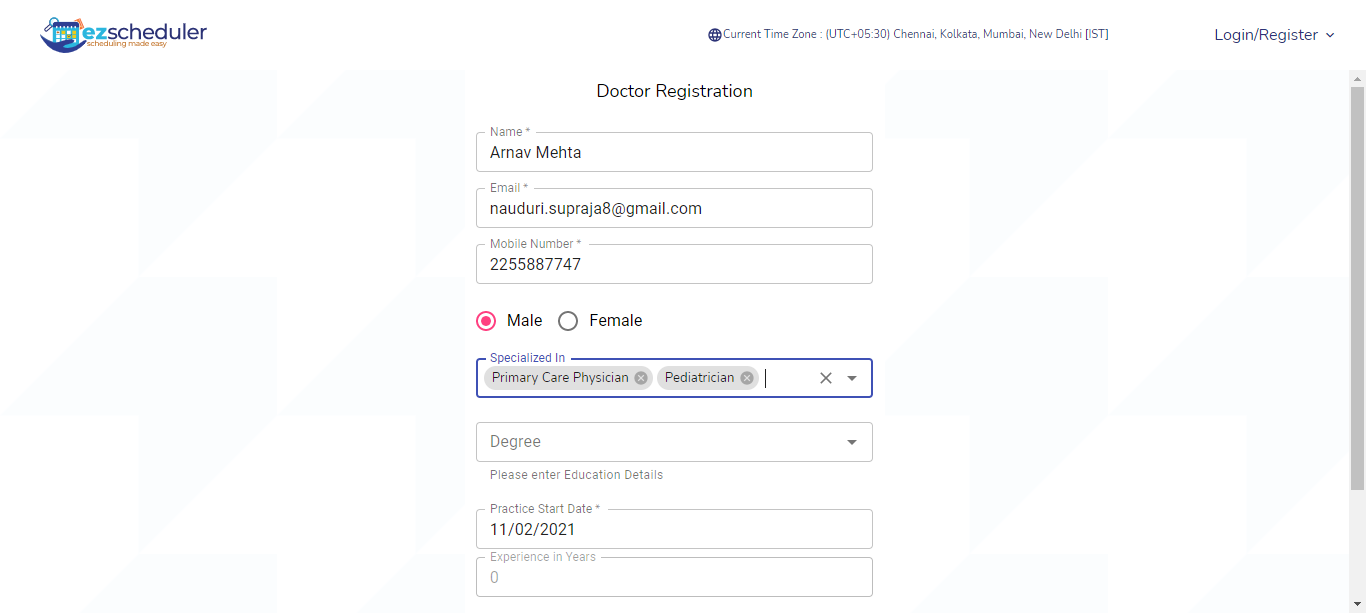 ezscheduler
scheduling made easy
Current Time Zone : (UTC+05:30) Chennai, Kolkata, Mumbai, New Delhi [IST]
Login/Register
Doctor Registration
Name *
Arnav Mehta
Email *
nauduri.supraja8@gmail.com
Mobile Number *
2255887747
Male Female
Specialized In
Primary Care Physician Pediatrician
Degree
Please enter Education Details
Practice Start Date *
11/02/2021
Experience in Years
0